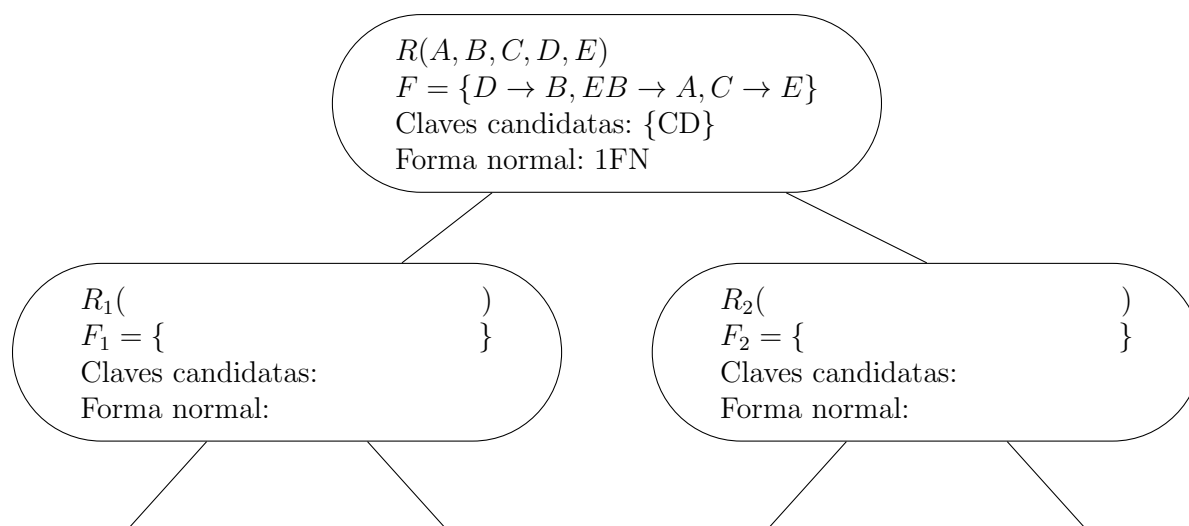 R(A, B, C, D, E)
F = {D → B, EB → A, C → E}
Claves candidatas: {CD}
Forma normal: 1FN
R₁( )
F₁ = { }
Claves candidatas:
Forma normal:
R₂( )
F₂ = { }
Claves candidatas:
Forma normal: